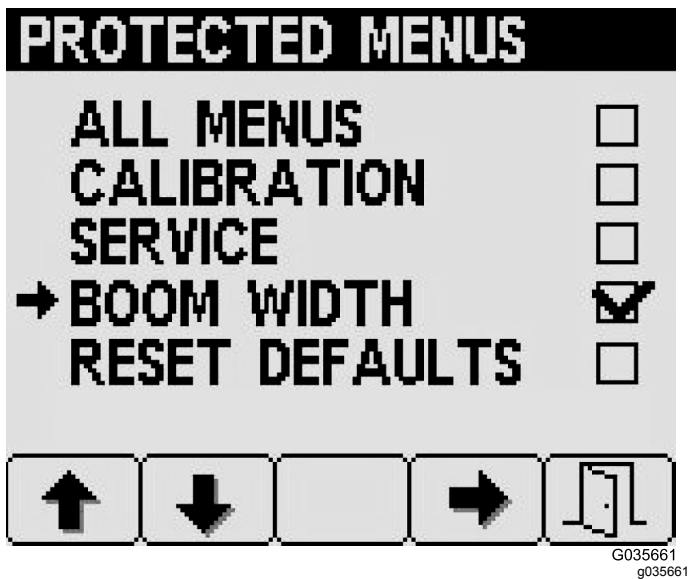 PROTECTED MENUS
ALL MENUS
CALIBRATION
SERVICE
BOOM WIDTH
RESET DEFAULTS
G035661
g035661